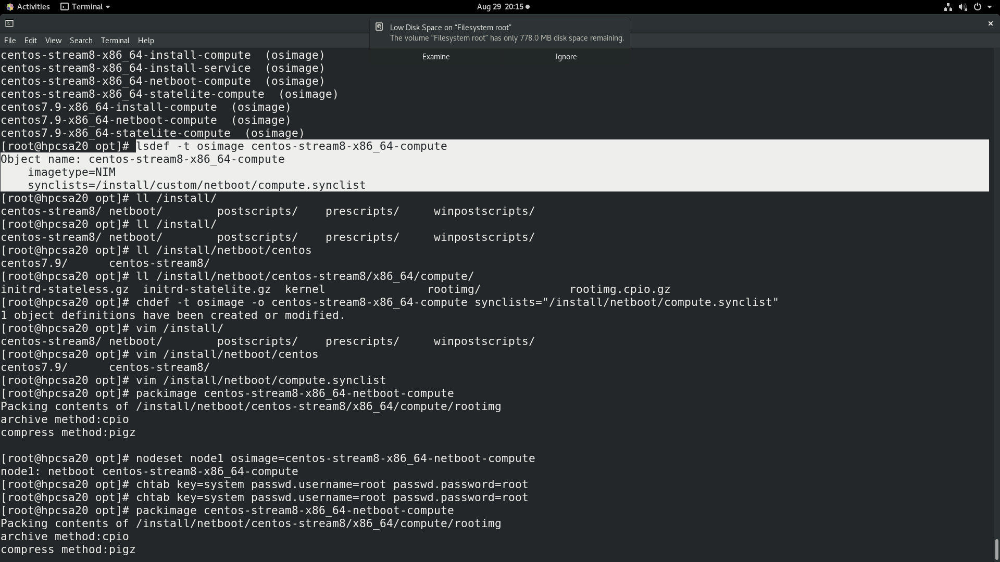 Activities Terminal Aug 29 20:15
Low Disk Space on “Filesystem root”
The volume “Filesystem root” has only 778.0 MB disk space remaining.
Examine Ignore
File Edit View Search Terminal Help
centos-stream8-x86_64-install-compute  (osimage)
centos-stream8-x86_64-install-service  (osimage)
centos-stream8-x86_64-netboot-compute  (osimage)
centos-stream8-x86_64-statelite-compute  (osimage)
centos7.9-x86_64-install-compute  (osimage)
centos7.9-x86_64-netboot-compute  (osimage)
centos7.9-x86_64-statelite-compute  (osimage)
[root@hpcsa20 opt]# lsdef -t osimage centos-stream8-x86_64-compute
Object name: centos-stream8-x86_64-compute
    imagetype=NIM
    synclists=/install/custom/netboot/compute.synclist
[root@hpcsa20 opt]# ll /install/
centos-stream8/ netboot/        postscripts/    prescripts/     winpostscripts/
[root@hpcsa20 opt]# ll /install/
centos-stream8/ netboot/        postscripts/    prescripts/     winpostscripts/
[root@hpcsa20 opt]# ll /install/netboot/centos
centos7.9/      centos-stream8/
[root@hpcsa20 opt]# ll /install/netboot/centos-stream8/x86_64/compute/
initrd-stateless.gz  initrd-statelite.gz  kernel               rootimg/             rootimg.cpio.gz
[root@hpcsa20 opt]# chdef -t osimage -o centos-stream8-x86_64-compute synclists="/install/netboot/compute.synclist"
1 object definitions have been created or modified.
[root@hpcsa20 opt]# vim /install/
centos-stream8/ netboot/        postscripts/    prescripts/     winpostscripts/
[root@hpcsa20 opt]# vim /install/netboot/centos
centos7.9/      centos-stream8/
[root@hpcsa20 opt]# vim /install/netboot/compute.synclist
[root@hpcsa20 opt]# packimage centos-stream8-x86_64-netboot-compute
Packing contents of /install/netboot/centos-stream8/x86_64/compute/rootimg
archive method:cpio
compress method:pigz
[root@hpcsa20 opt]# nodeset node1 osimage=centos-stream8-x86_64-netboot-compute
node1: netboot centos-stream8-x86_64-compute
[root@hpcsa20 opt]# chtab key=system passwd.username=root passwd.password=root
[root@hpcsa20 opt]# chtab key=system passwd.username=root passwd.password=root
[root@hpcsa20 opt]# packimage centos-stream8-x86_64-netboot-compute
Packing contents of /install/netboot/centos-stream8/x86_64/compute/rootimg
archive method:cpio
compress method:pigz